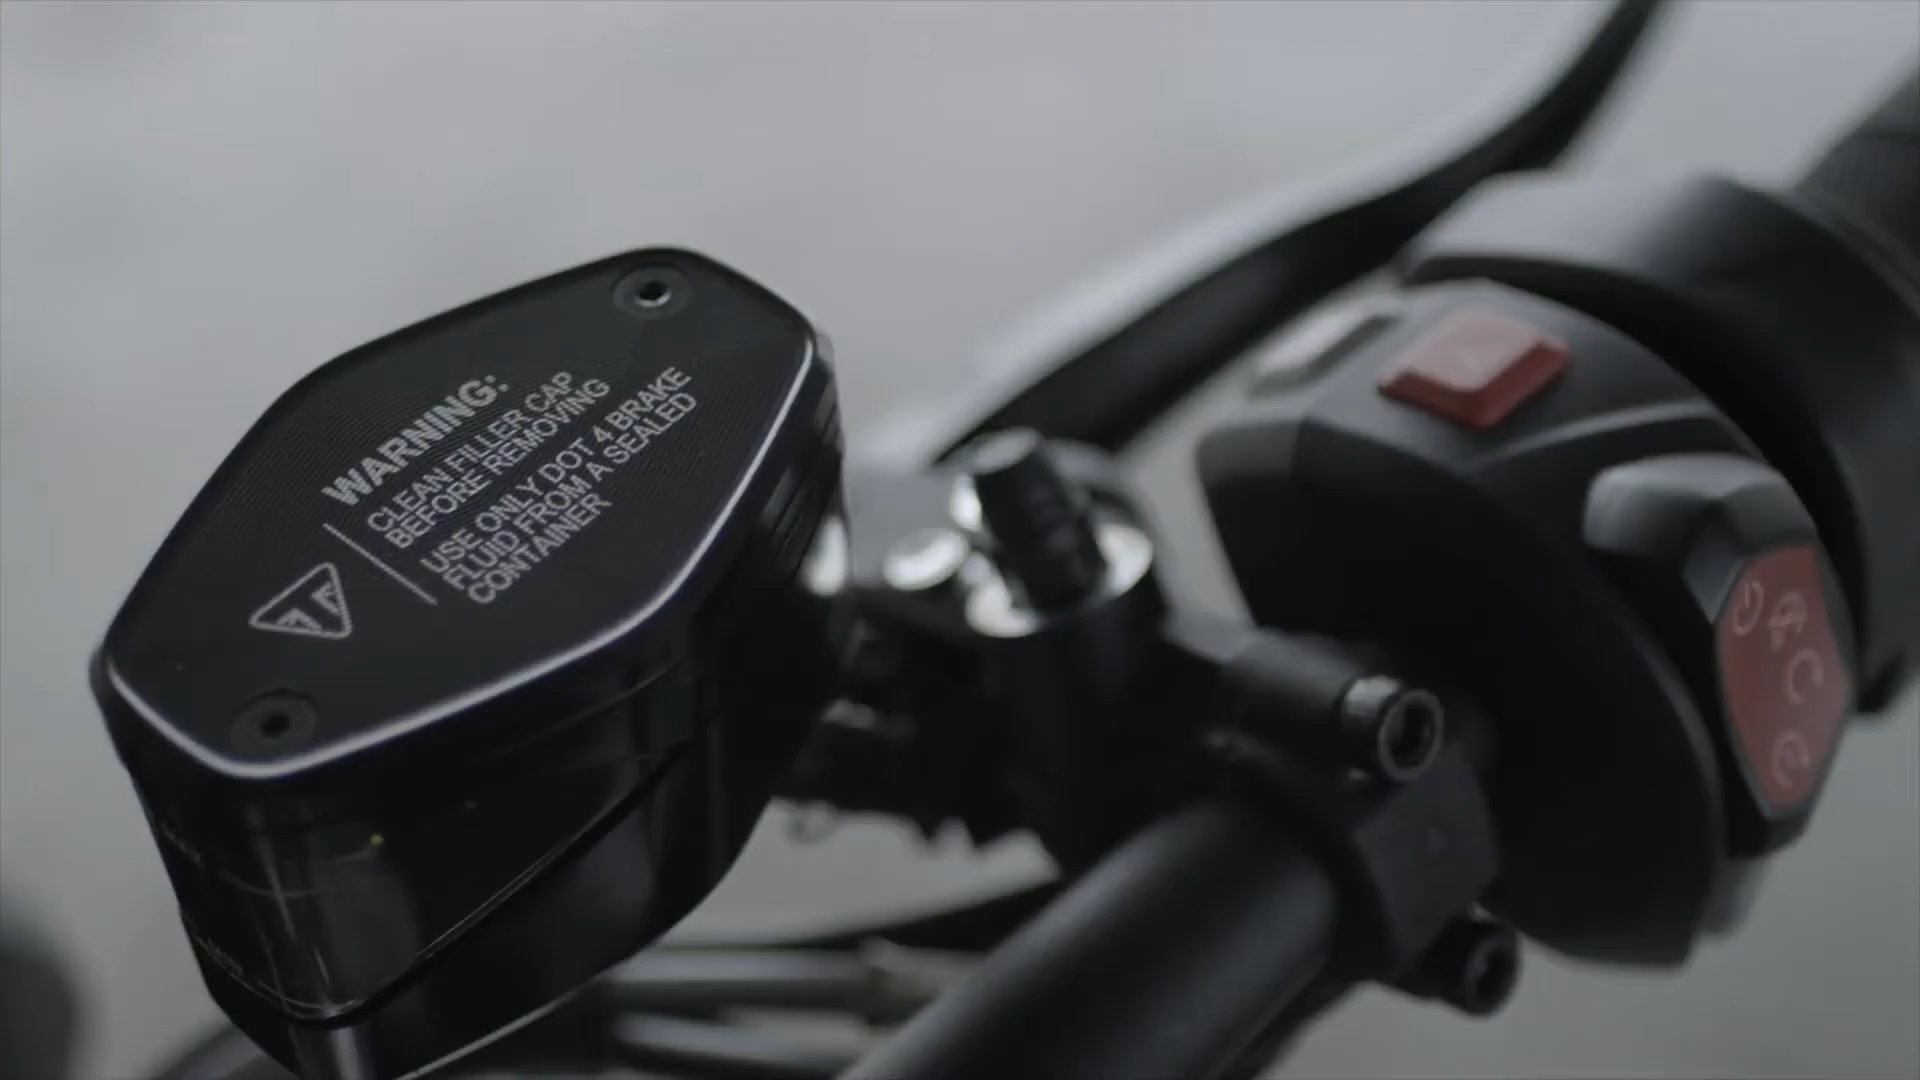 WARNING:
CLEAN FILLER CAP
BEFORE REMOVING
USE ONLY DOT 4 BRAKE
FLUID FROM A SEALED
CONTAINER